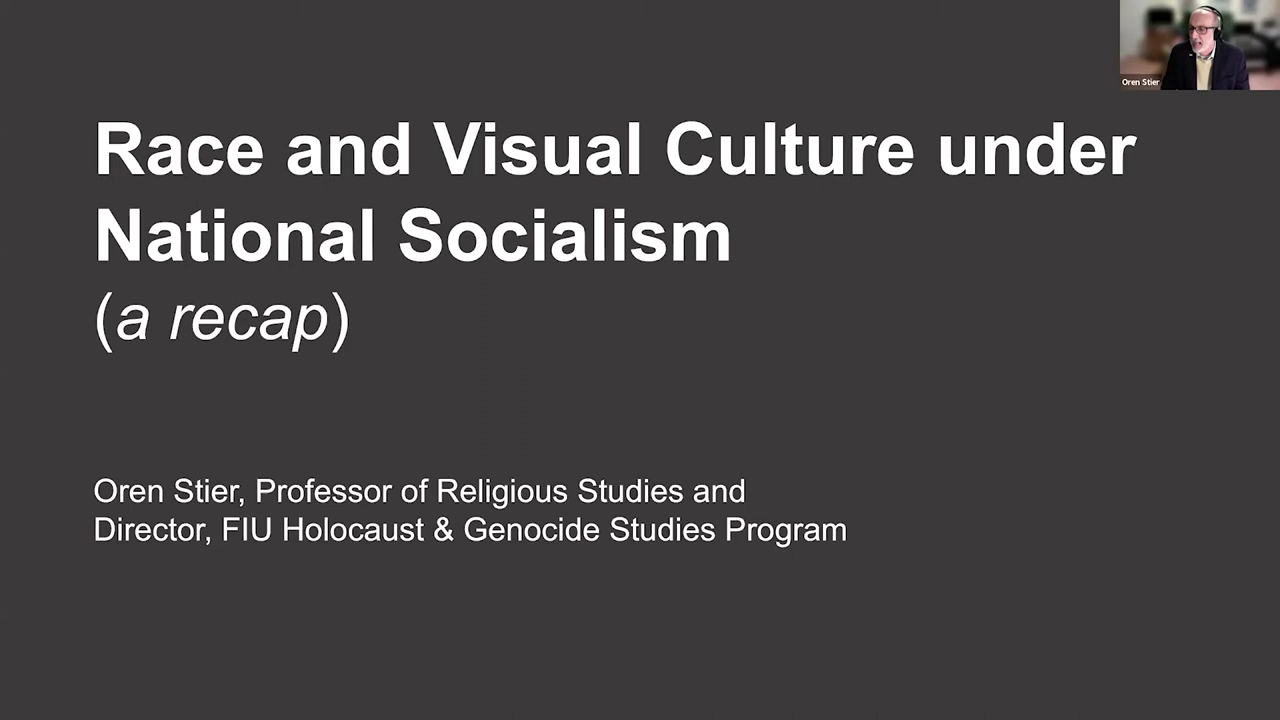 Race and Visual Culture under
National Socialism
(a recap)
Oren Stier, Professor of Religious Studies and
Director, FIU Holocaust & Genocide Studies Program
Oren Stier